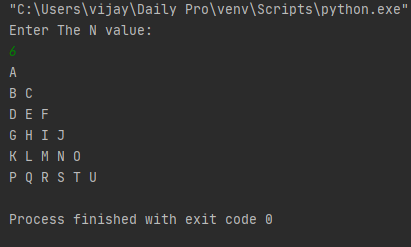 "C:\Users\vijay\Daily Pro\venv\Scripts\python.exe"
Enter The N value:
6
A
B C
D E F
G H I J
K L M N O
P Q R S T U
Process finished with exit code 0